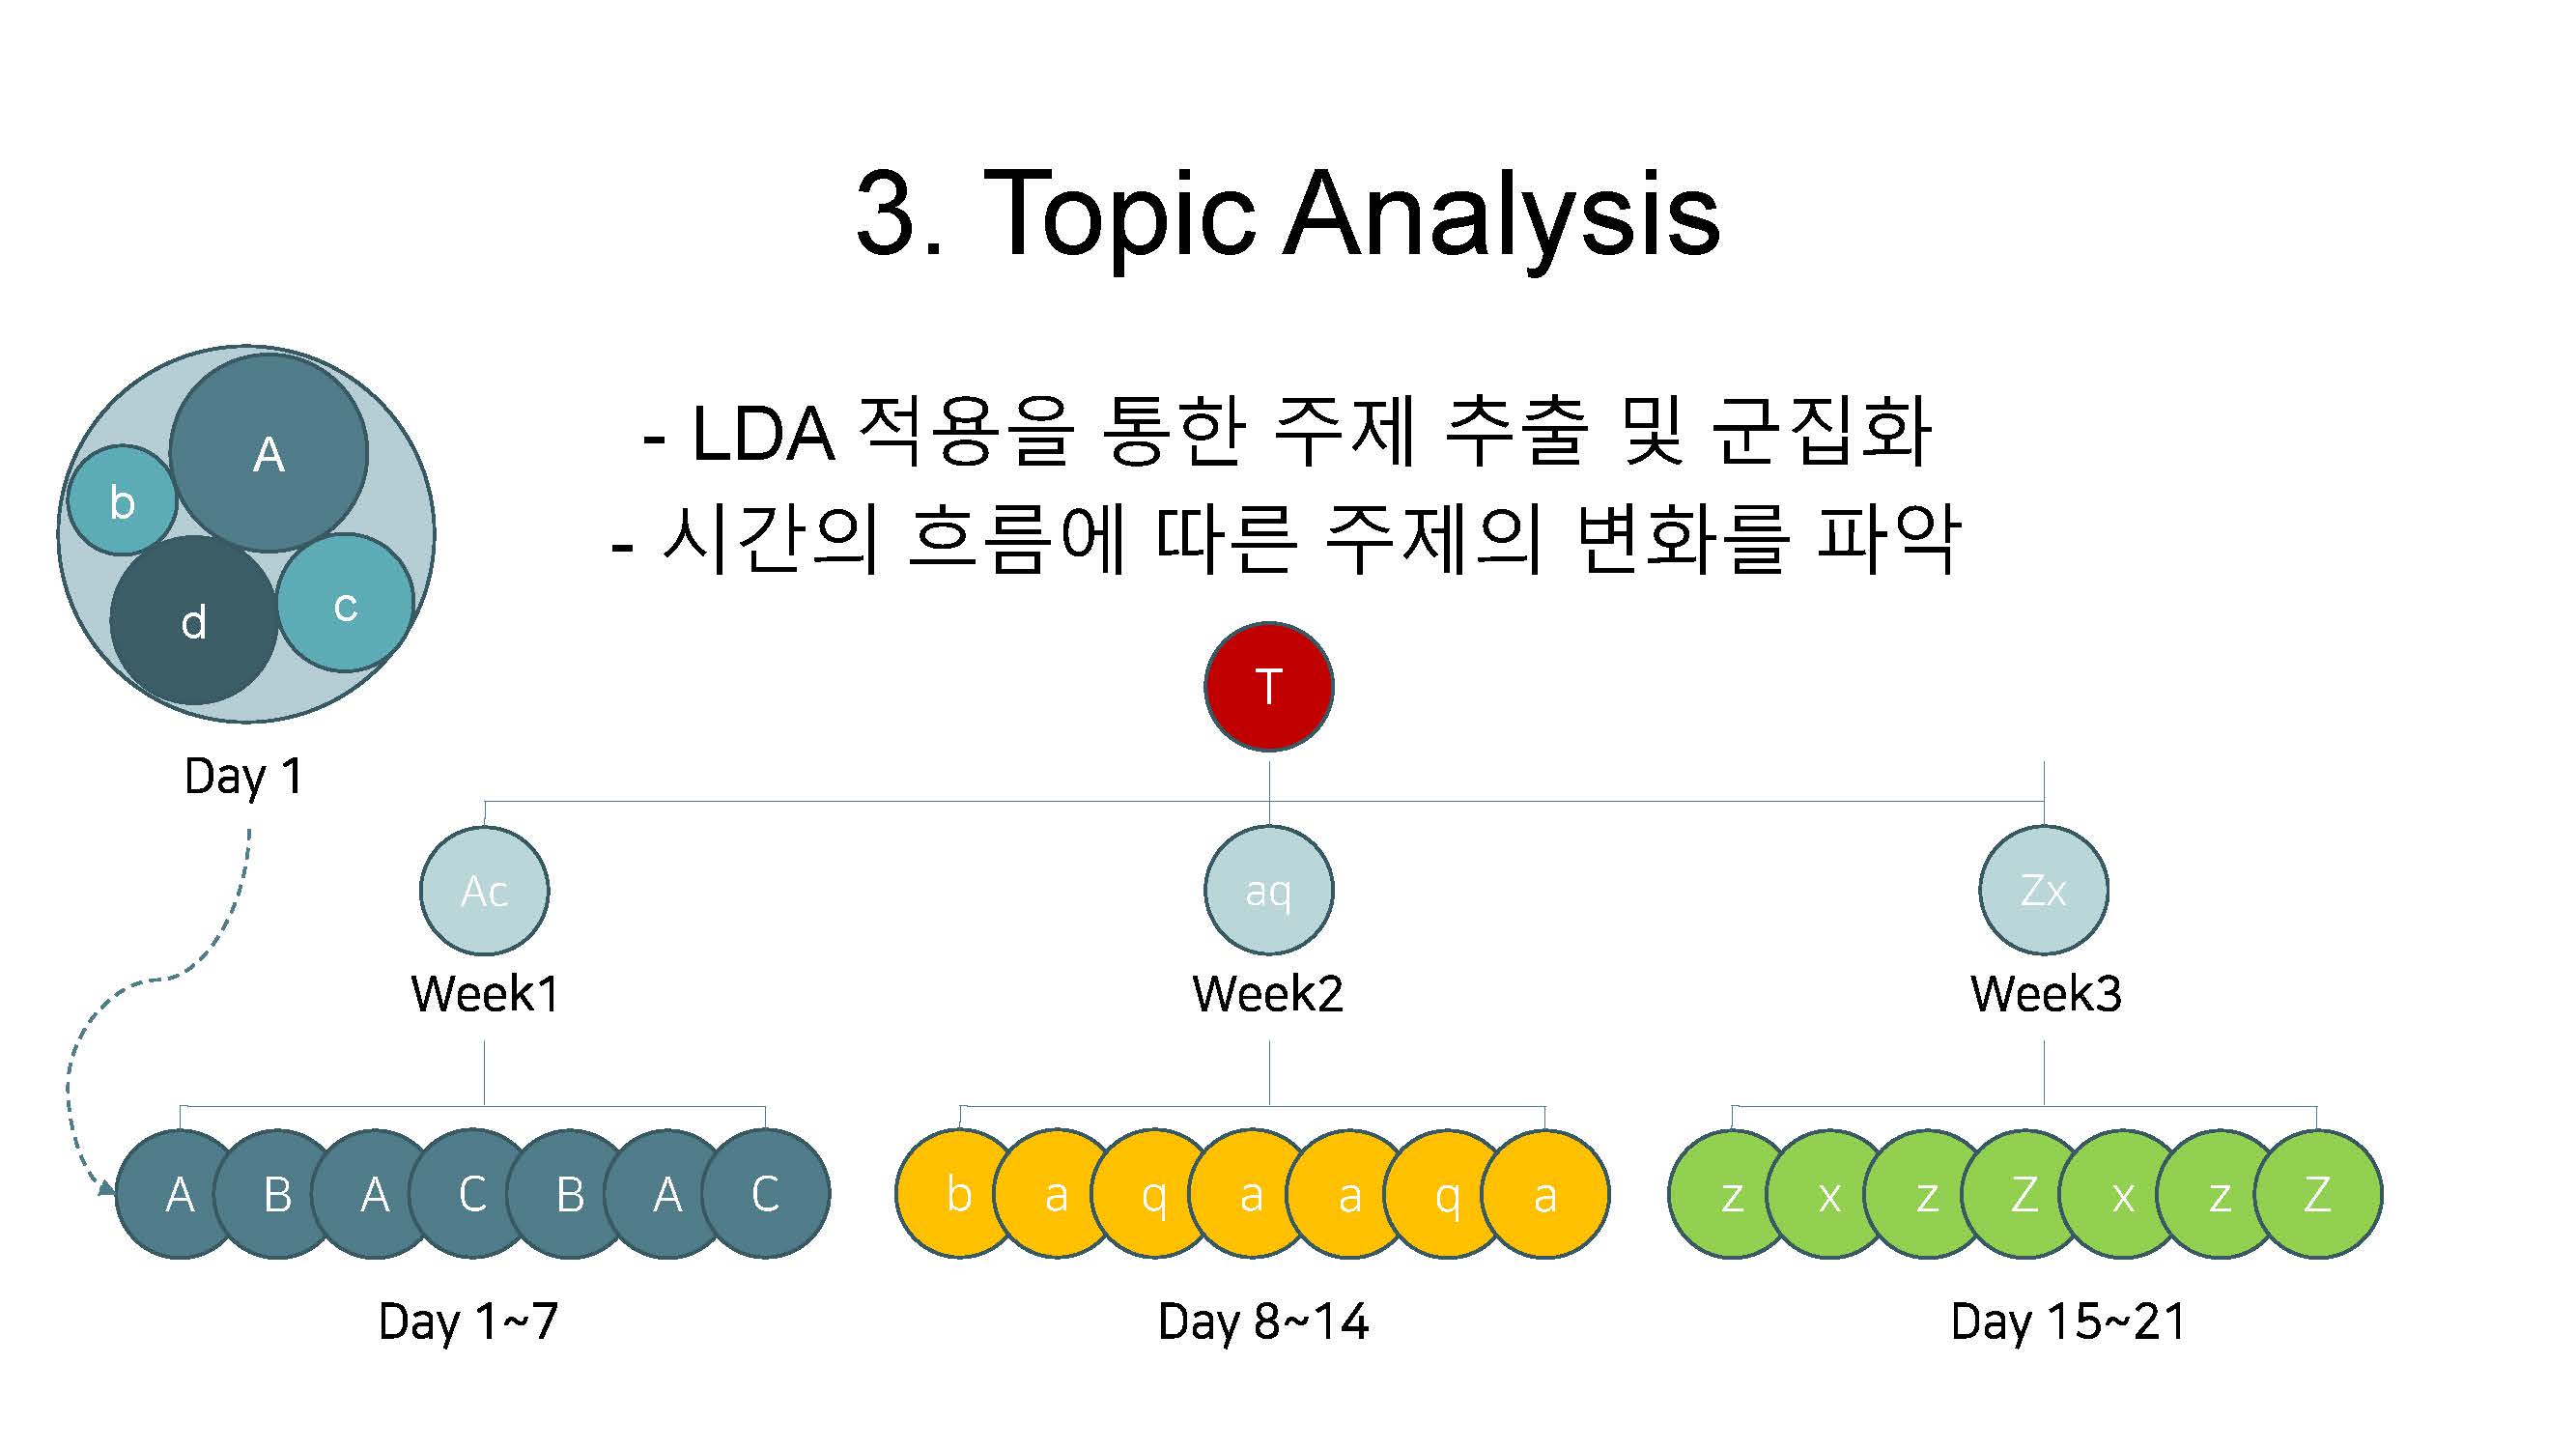 3. Topic Analysis
- LDA 적용을 통한 주제 추출 및 군집화
- 시간의 흐름에 따른 주제의 변화를 파악
A
b
d
c
Day 1
T
Ac
aq
Zx
Week1
Week2
Week3
A B A C B A C
b a q a a q a
z x z Z x z Z
Day 1~7
Day 8~14
Day 15~21